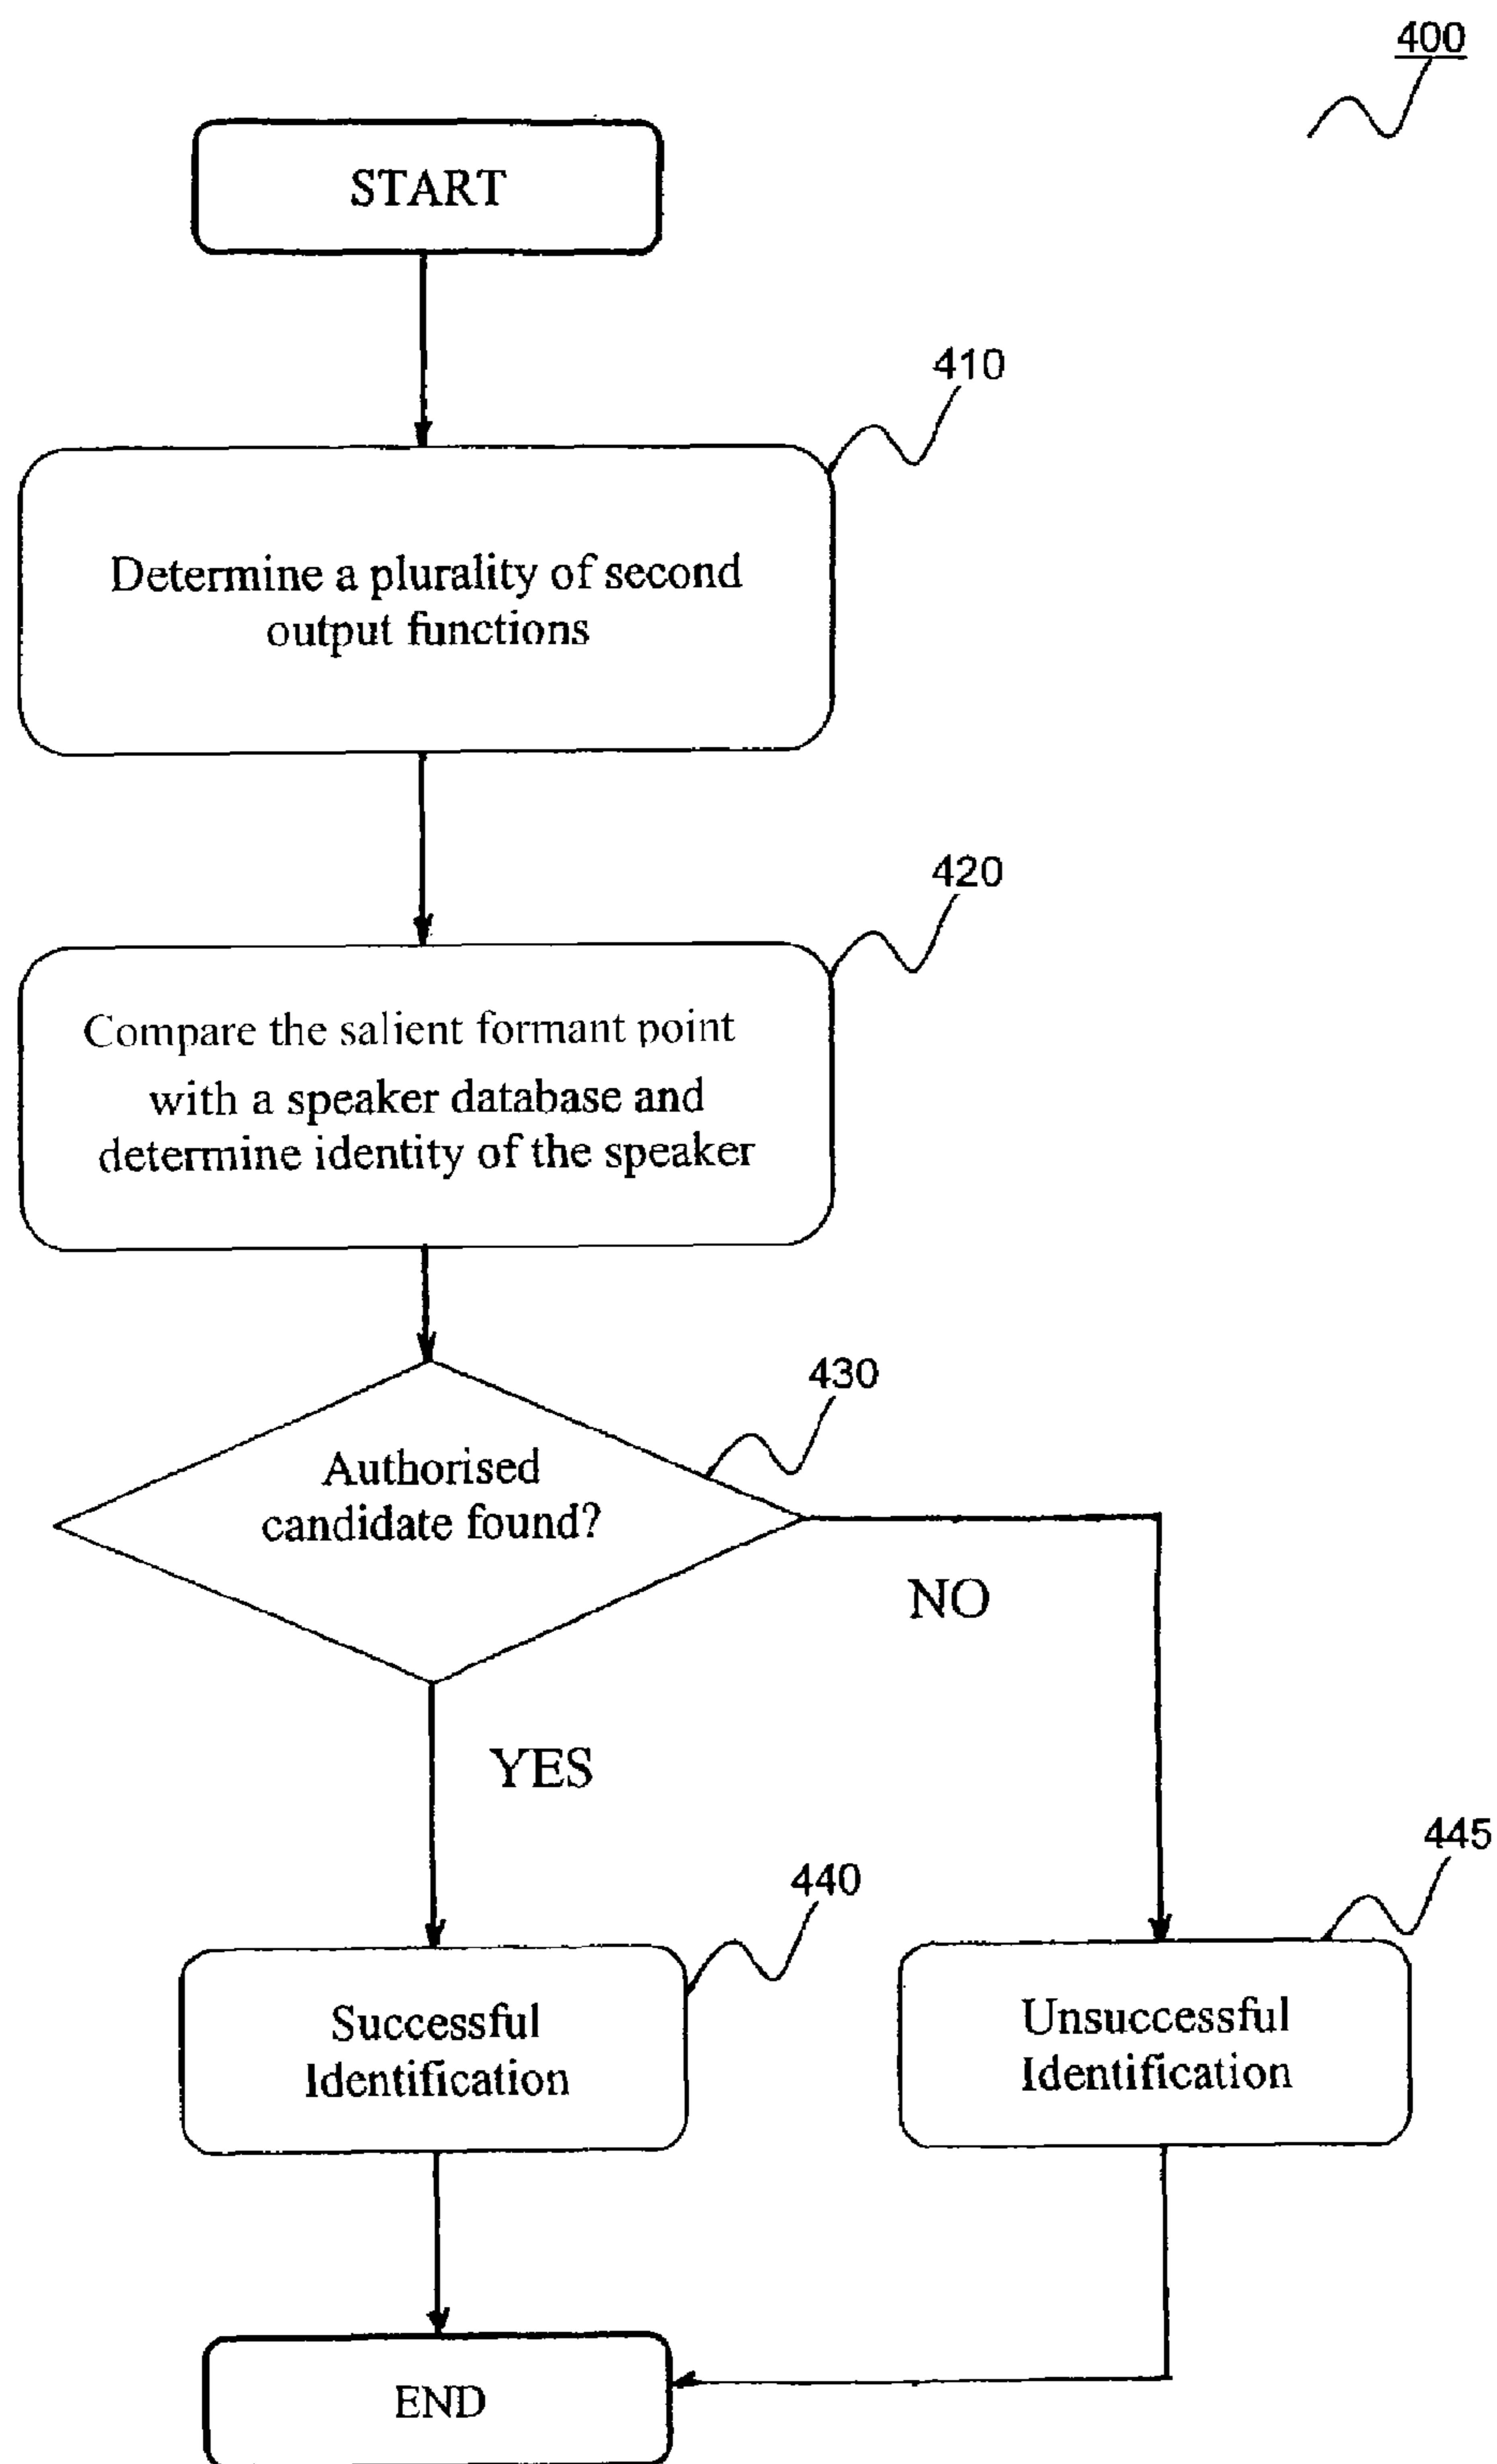 400
START
410
Determine a plurality of second
output functions
420
Compare the salient formant point
with a speaker database and
determine identity of the speaker
430
Authorised
candidate found?
NO
YES
445
440
Successful
Identification
Unsuccessful
Identification
END